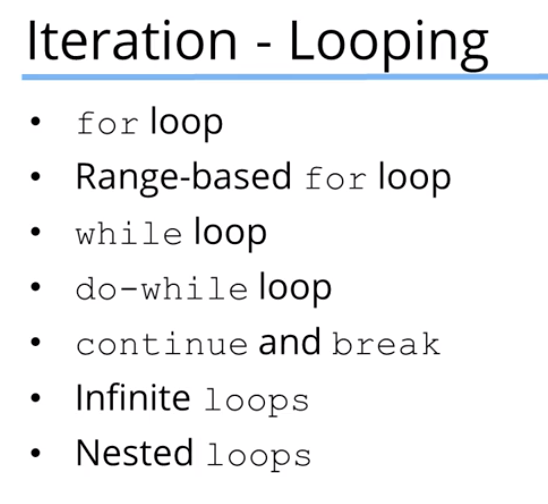 Iteration - Looping
• for loop
• Range-based for loop
• while loop
• do-while loop
• continue and break
• Infinite loops
• Nested loops